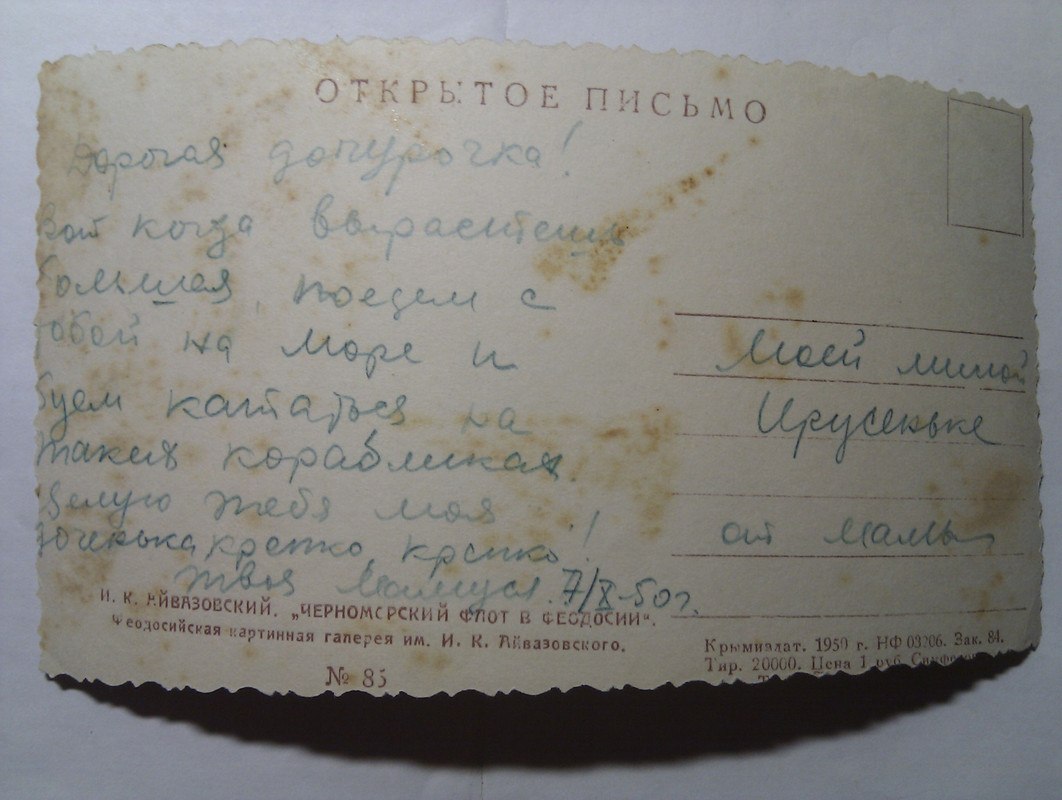 ОТКРЫТОЕ ПИСЬМО
Дорогая дочурочка!
Вот когда вырастешь
большая, поедем с
тобой на море и
буем кататься на
таких корабликах.
Целую тебя моя
доченька крепко, крепко!
твоя Мамуся. 7/X-50 г.
Моей милой
Ирусеньке
от Мамы
И. К. АЙВАЗОВСКИЙ. „ЧЕРНОМОРСКИЙ ФЛОТ В ФЕОДОСИИ“.
Феодосийская картинная галерея им. И. К. Айвазовского.
№ 85
Крымиздат. 1950 г. НФ 03206. Зак. 84.
Тир. 20000. Цена 1 руб.